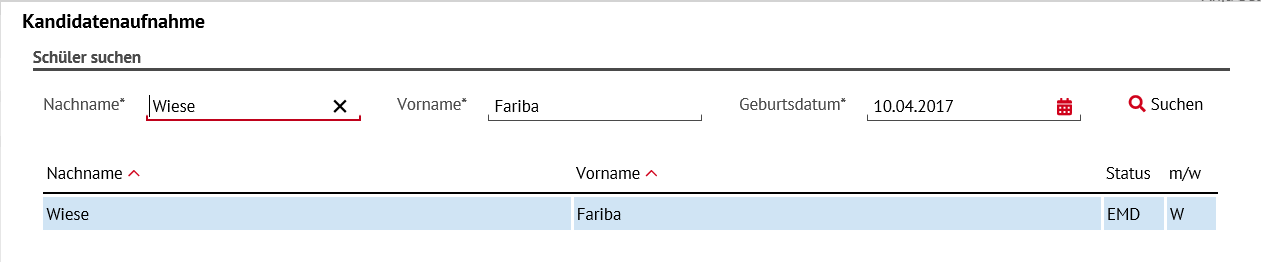 Kandidatenaufnahme
Schüler suchen
Nachname* Wiese Vorname* Fariba Geburtsdatum* 10.04.2017 Suchen
Nachname Vorname Status m/w
Wiese Fariba EMD W